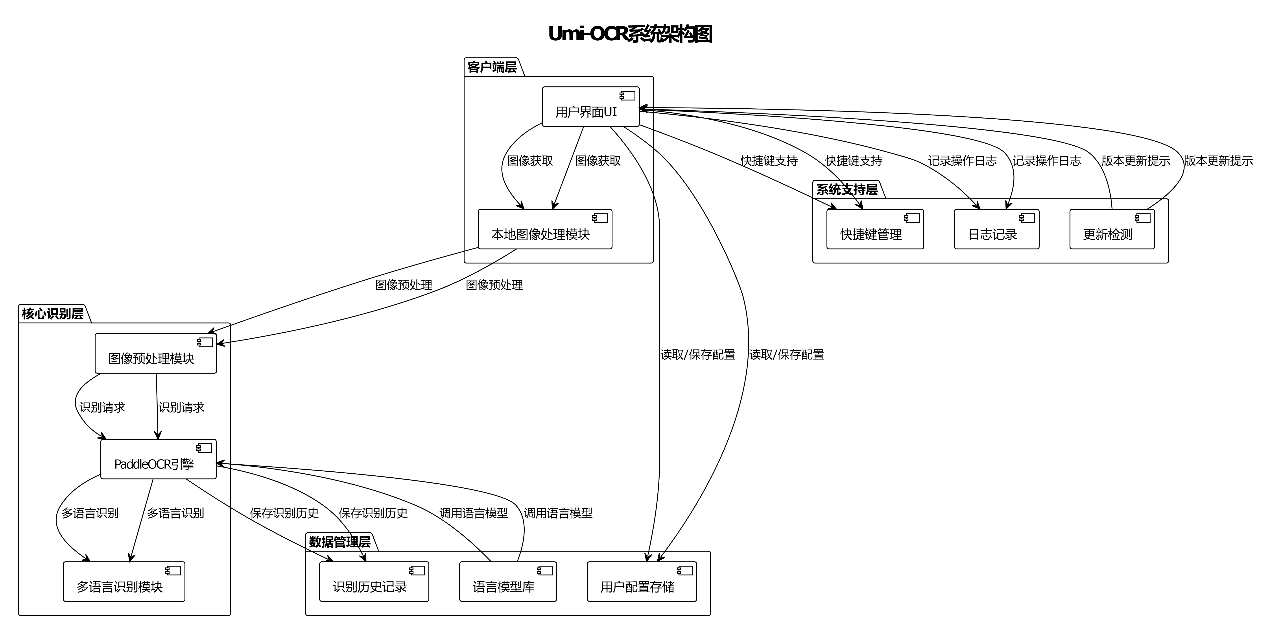 Umi-OCR系统架构图
客户端层
用户界面UI
图像获取
图像获取
快捷键支持
快捷键支持
记录操作日志
记录操作日志
版本更新提示
版本更新提示
系统支持层
本地图像处理模块
快捷键管理
日志记录
更新检测
图像预处理
图像预处理
核心识别层
图像预处理模块
读取/保存配置
读取/保存配置
识别请求
识别请求
PaddleOCR引擎
多语言识别
多语言识别
保存识别历史
保存识别历史
调用语言模型
调用语言模型
数据管理层
多语言识别模块
识别历史记录
语言模型库
用户配置存储